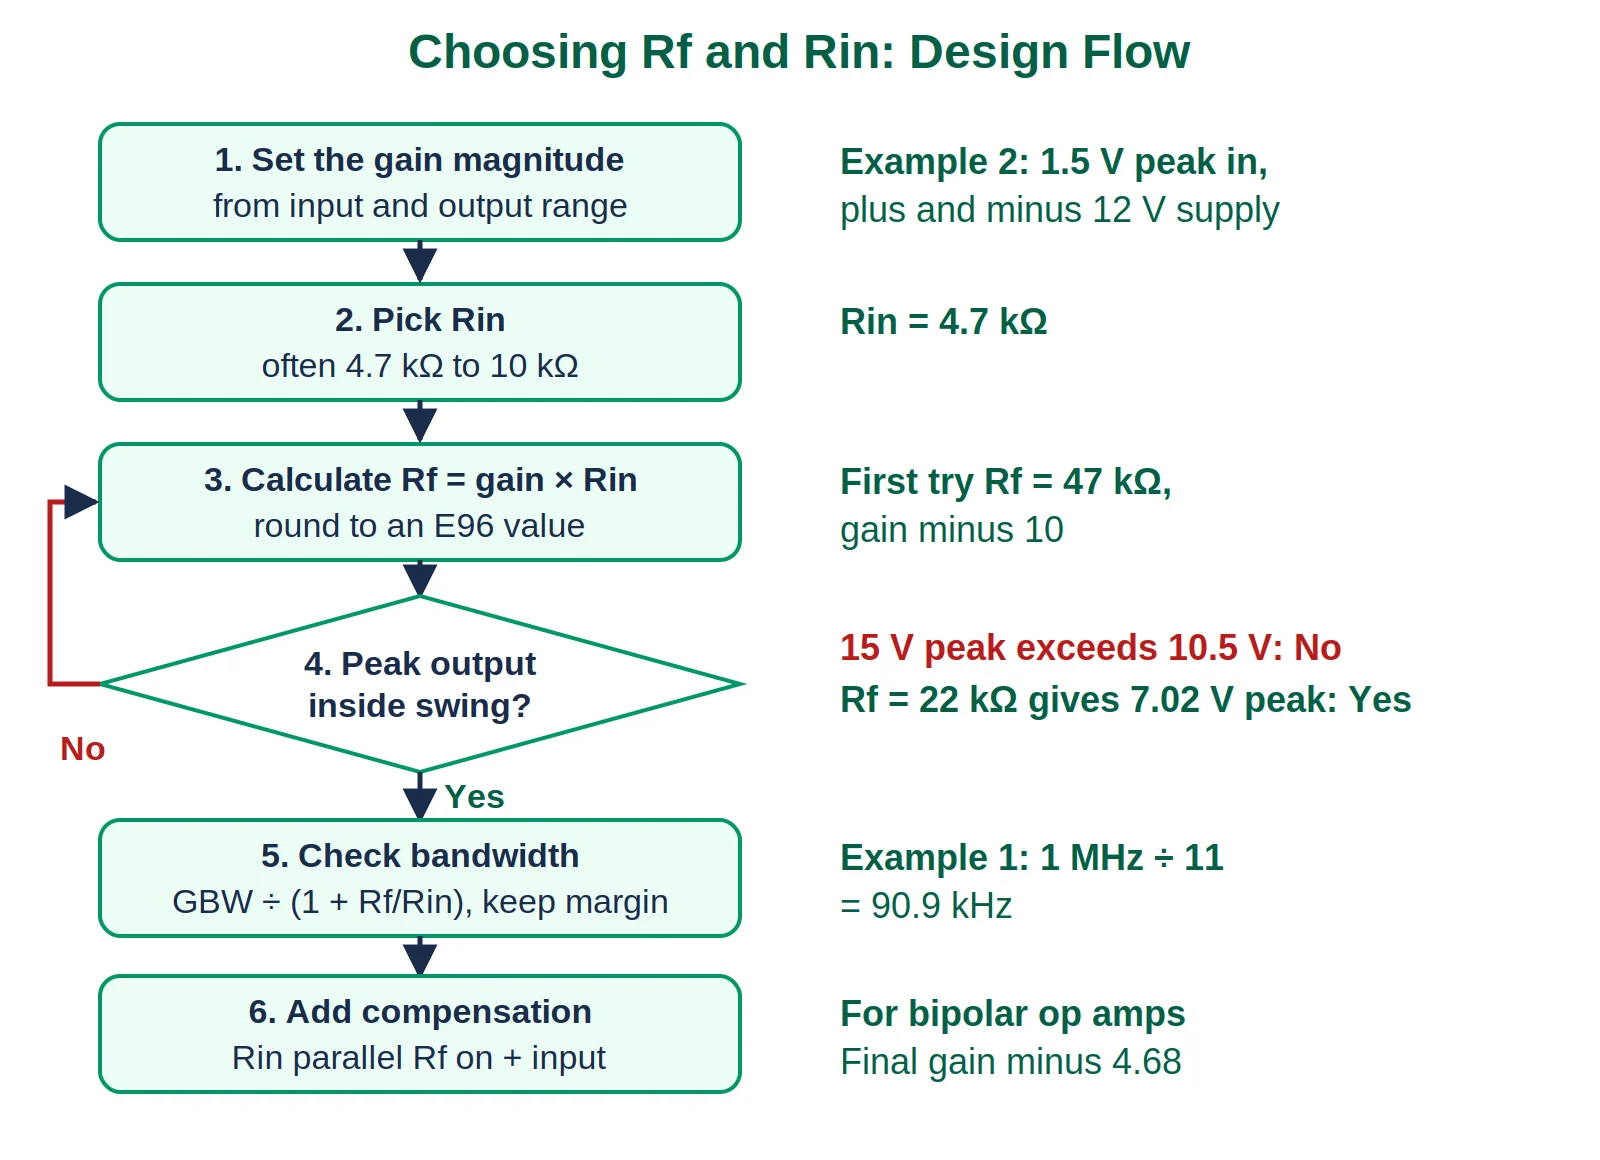 Choosing Rf and Rin: Design Flow
1. Set the gain magnitude
from input and output range
Example 2: 1.5 V peak in,
plus and minus 12 V supply
2. Pick Rin
often 4.7 kΩ to 10 kΩ
Rin = 4.7 kΩ
3. Calculate Rf = gain × Rin
round to an E96 value
First try Rf = 47 kΩ,
gain minus 10
4. Peak output
inside swing?
15 V peak exceeds 10.5 V: No
Rf = 22 kΩ gives 7.02 V peak: Yes
No
Yes
5. Check bandwidth
GBW ÷ (1 + Rf/Rin), keep margin
Example 1: 1 MHz ÷ 11
= 90.9 kHz
6. Add compensation
Rin parallel Rf on + input
For bipolar op amps
Final gain minus 4.68